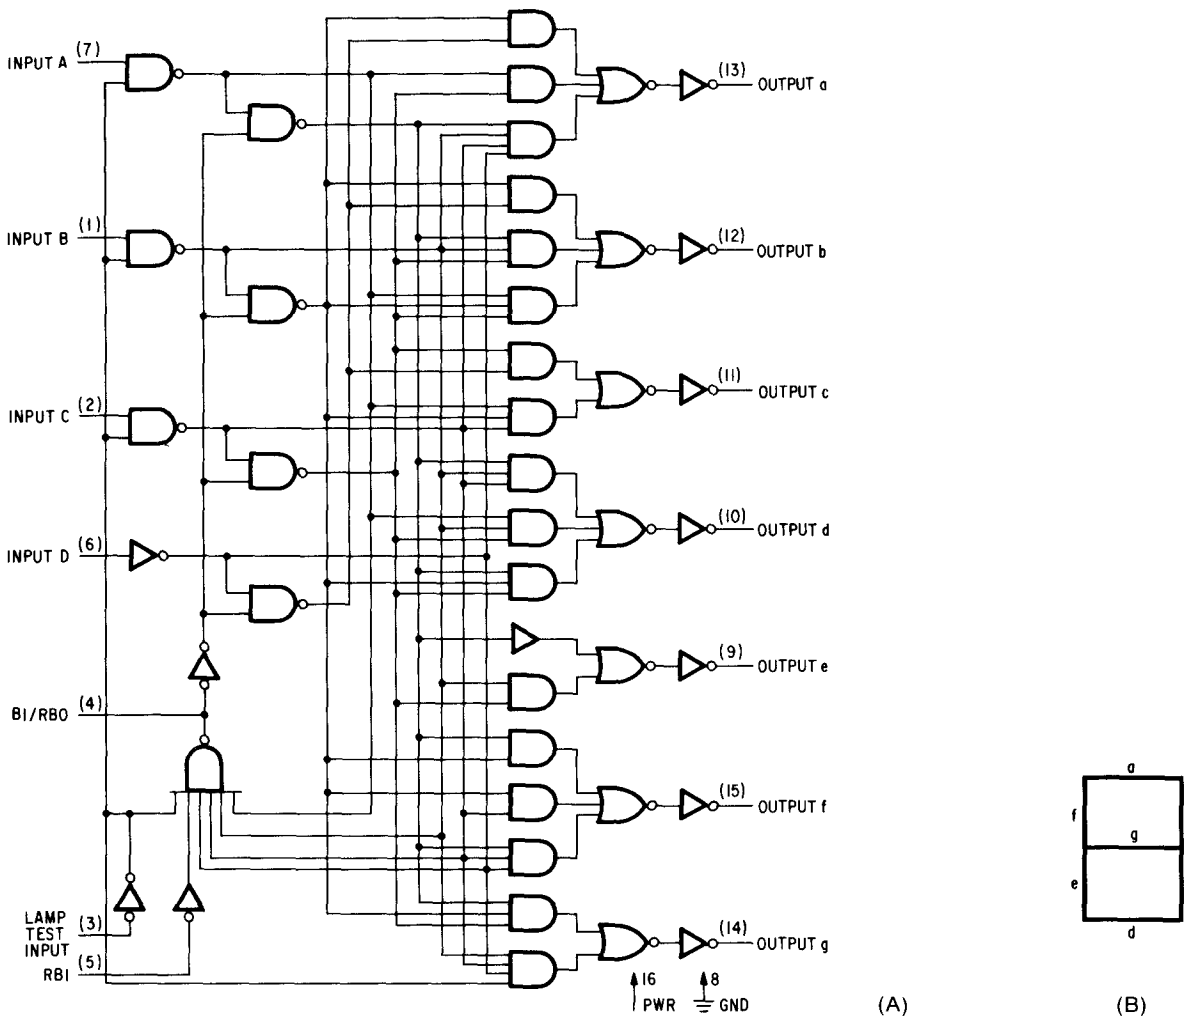 INPUT A (7)
(13) OUTPUT a
INPUT B (1)
(12) OUTPUT b
(11) OUTPUT c
INPUT C (2)
(10) OUTPUT d
INPUT D (6)
(9) OUTPUT e
BI/RBO (4)
(15) OUTPUT f
a
f
g
e
d
LAMP
TEST (3)
INPUT
RBI (5)
(14) OUTPUT g
16 8
PWR GND
(A) (B)